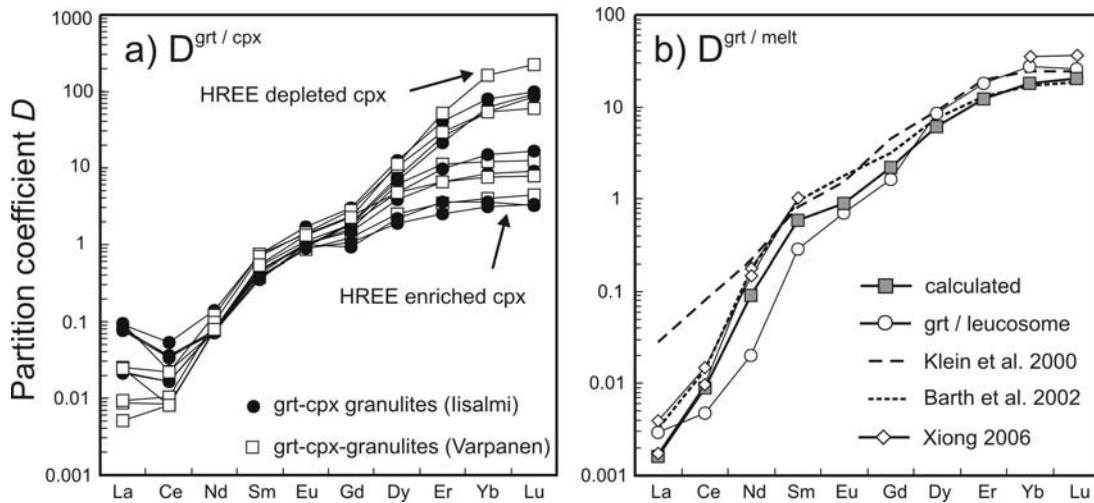 a) D^grt / cpx
Partition coefficient D
1000
100
10
1
0.1
0.01
0.001
HREE depleted cpx
HREE enriched cpx
grt-cpx granulites (Iisalmi)
grt-cpx-granulites (Varpanen)
La Ce Nd Sm Eu Gd Dy Er Yb Lu
b) D^grt / melt
100
10
1
0.1
0.01
0.001
calculated
grt / leucosome
Klein et al. 2000
Barth et al. 2002
Xiong 2006
La Ce Nd Sm Eu Gd Dy Er Yb Lu